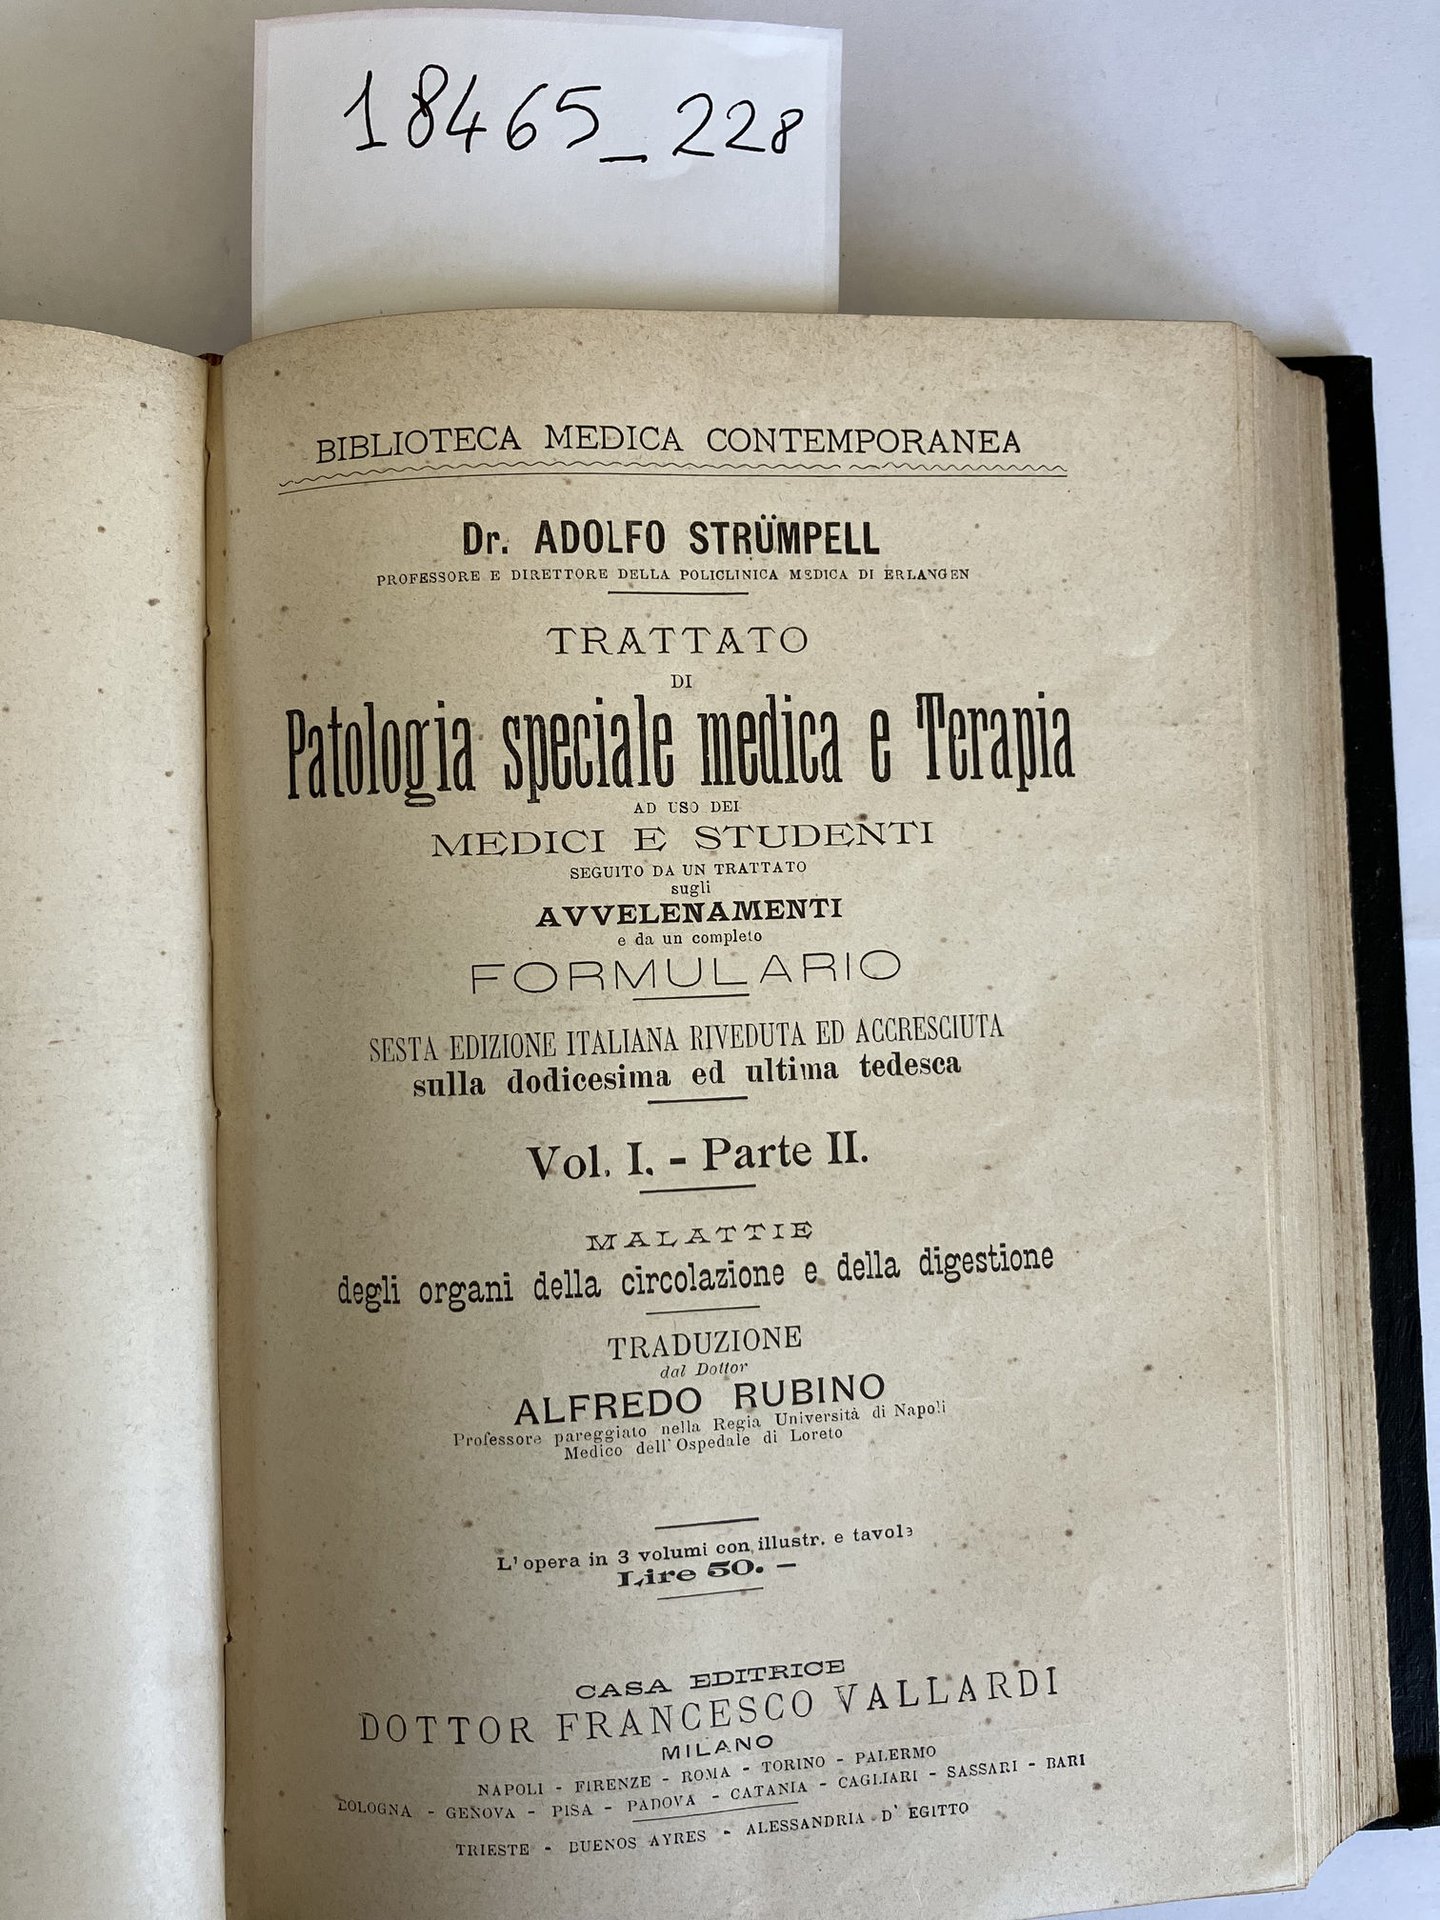 18465_228
BIBLIOTECA MEDICA CONTEMPORANEA
Dr. ADOLFO STRÜMPELL
PROFESSORE E DIRETTORE DELLA POLICLINICA MEDICA DI ERLANGEN
TRATTATO
DI
Patologia speciale medica e Terapia
AD USO DEI
MEDICI E STUDENTI
SEGUITO DA UN TRATTATO
sugli
AVVELENAMENTI
e da un completo
FORMULARIO
SESTA EDIZIONE ITALIANA RIVEDUTA ED ACCRESCIUTA
sulla dodicesima ed ultima tedesca
Vol. I. - Parte II.
MALATTIE
degli organi della circolazione e della digestione
TRADUZIONE
dal Dottor
ALFREDO RUBINO
Professore pareggiato nella Regia Università di Napoli
Medico dell'Ospedale di Loreto
L'opera in 3 volumi con illustr. e tavole
Lire 50. -
CASA EDITRICE
DOTTOR FRANCESCO VALLARDI
MILANO
NAPOLI - FIRENZE - ROMA - TORINO - PALERMO
BOLOGNA - GENOVA - PISA - PADOVA - CATANIA - CAGLIARI - SASSARI - BARI
TRIESTE - BUENOS AYRES - ALESSANDRIA D' EGITTO